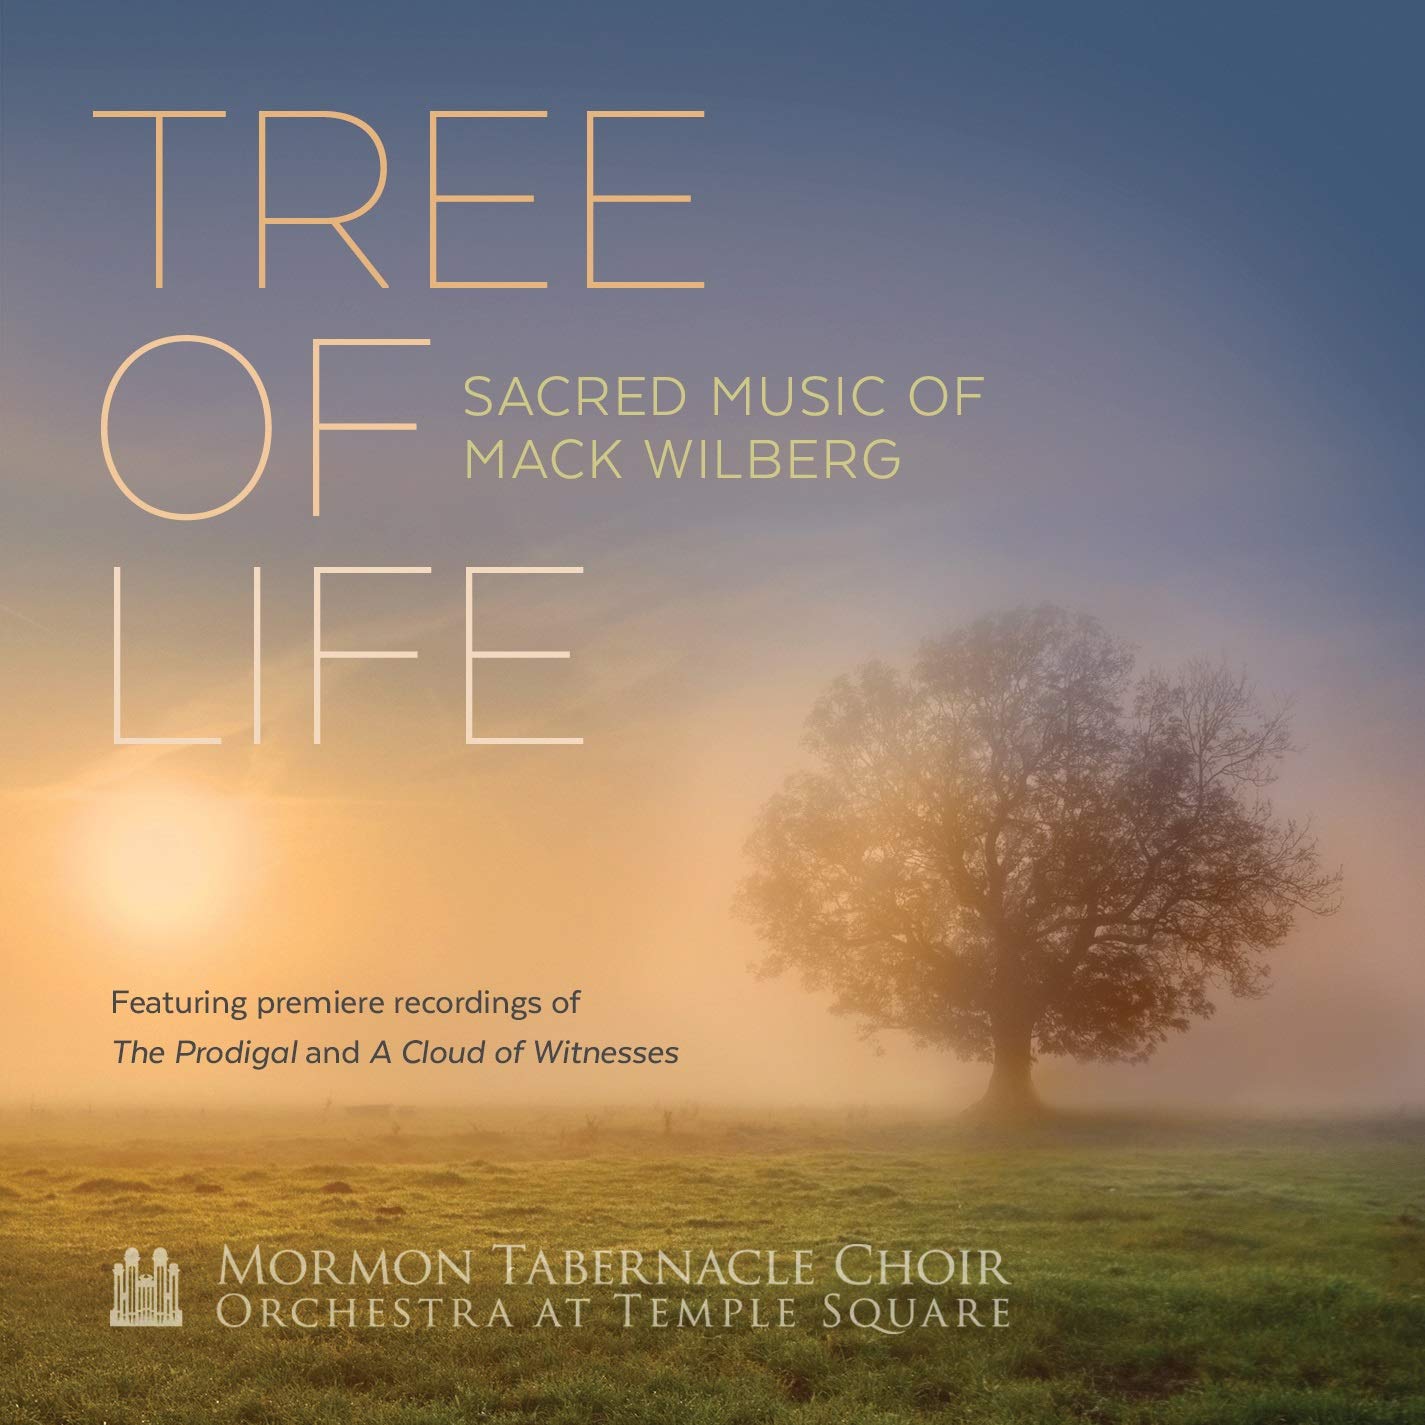 TREE
OF
SACRED MUSIC OF
MACK WILBERG
LIFE
Featuring premiere recordings of
The Prodigal and A Cloud of Witnesses
MORMON TABERNACLE CHOIR
ORCHESTRA AT TEMPLE SQUARE